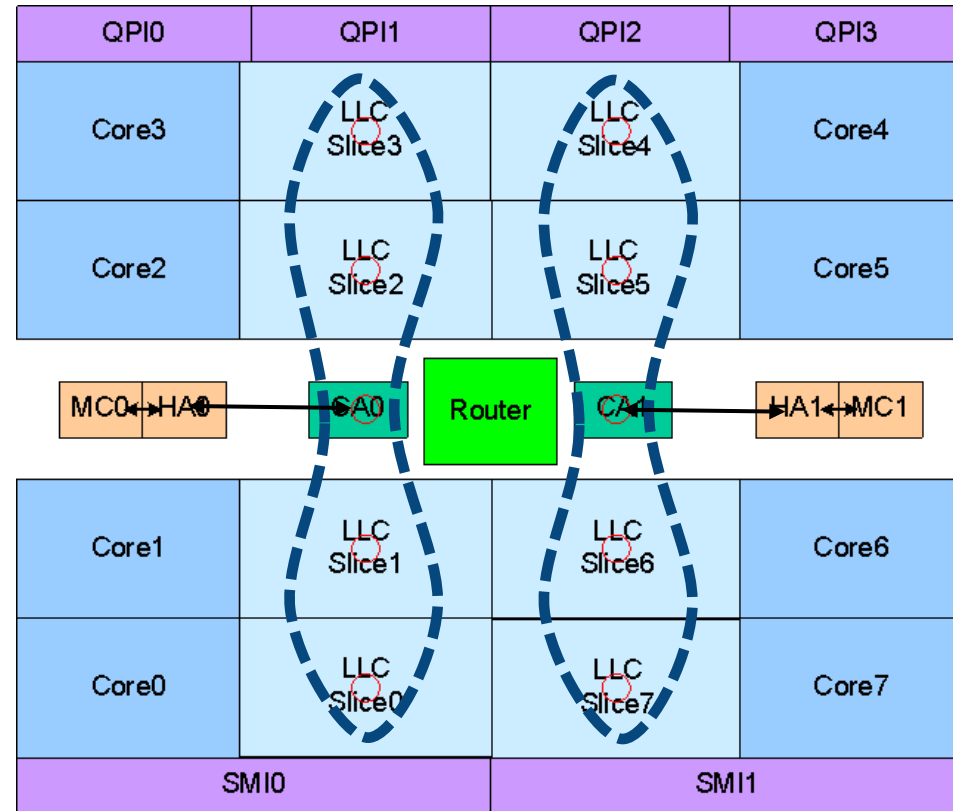 QPI0 QPI1 QPI2 QPI3
Core3 LLC LLC Core4
Slice3 Slice4
Core2 LLC LLC Core5
Slice2 Slice5
MC0 HA0 CA0 Router CA1 HA1 MC1
Core1 LLC LLC Core6
Slice1 Slice6
Core0 LLC LLC Core7
Slice0 Slice7
SMI0 SMI1